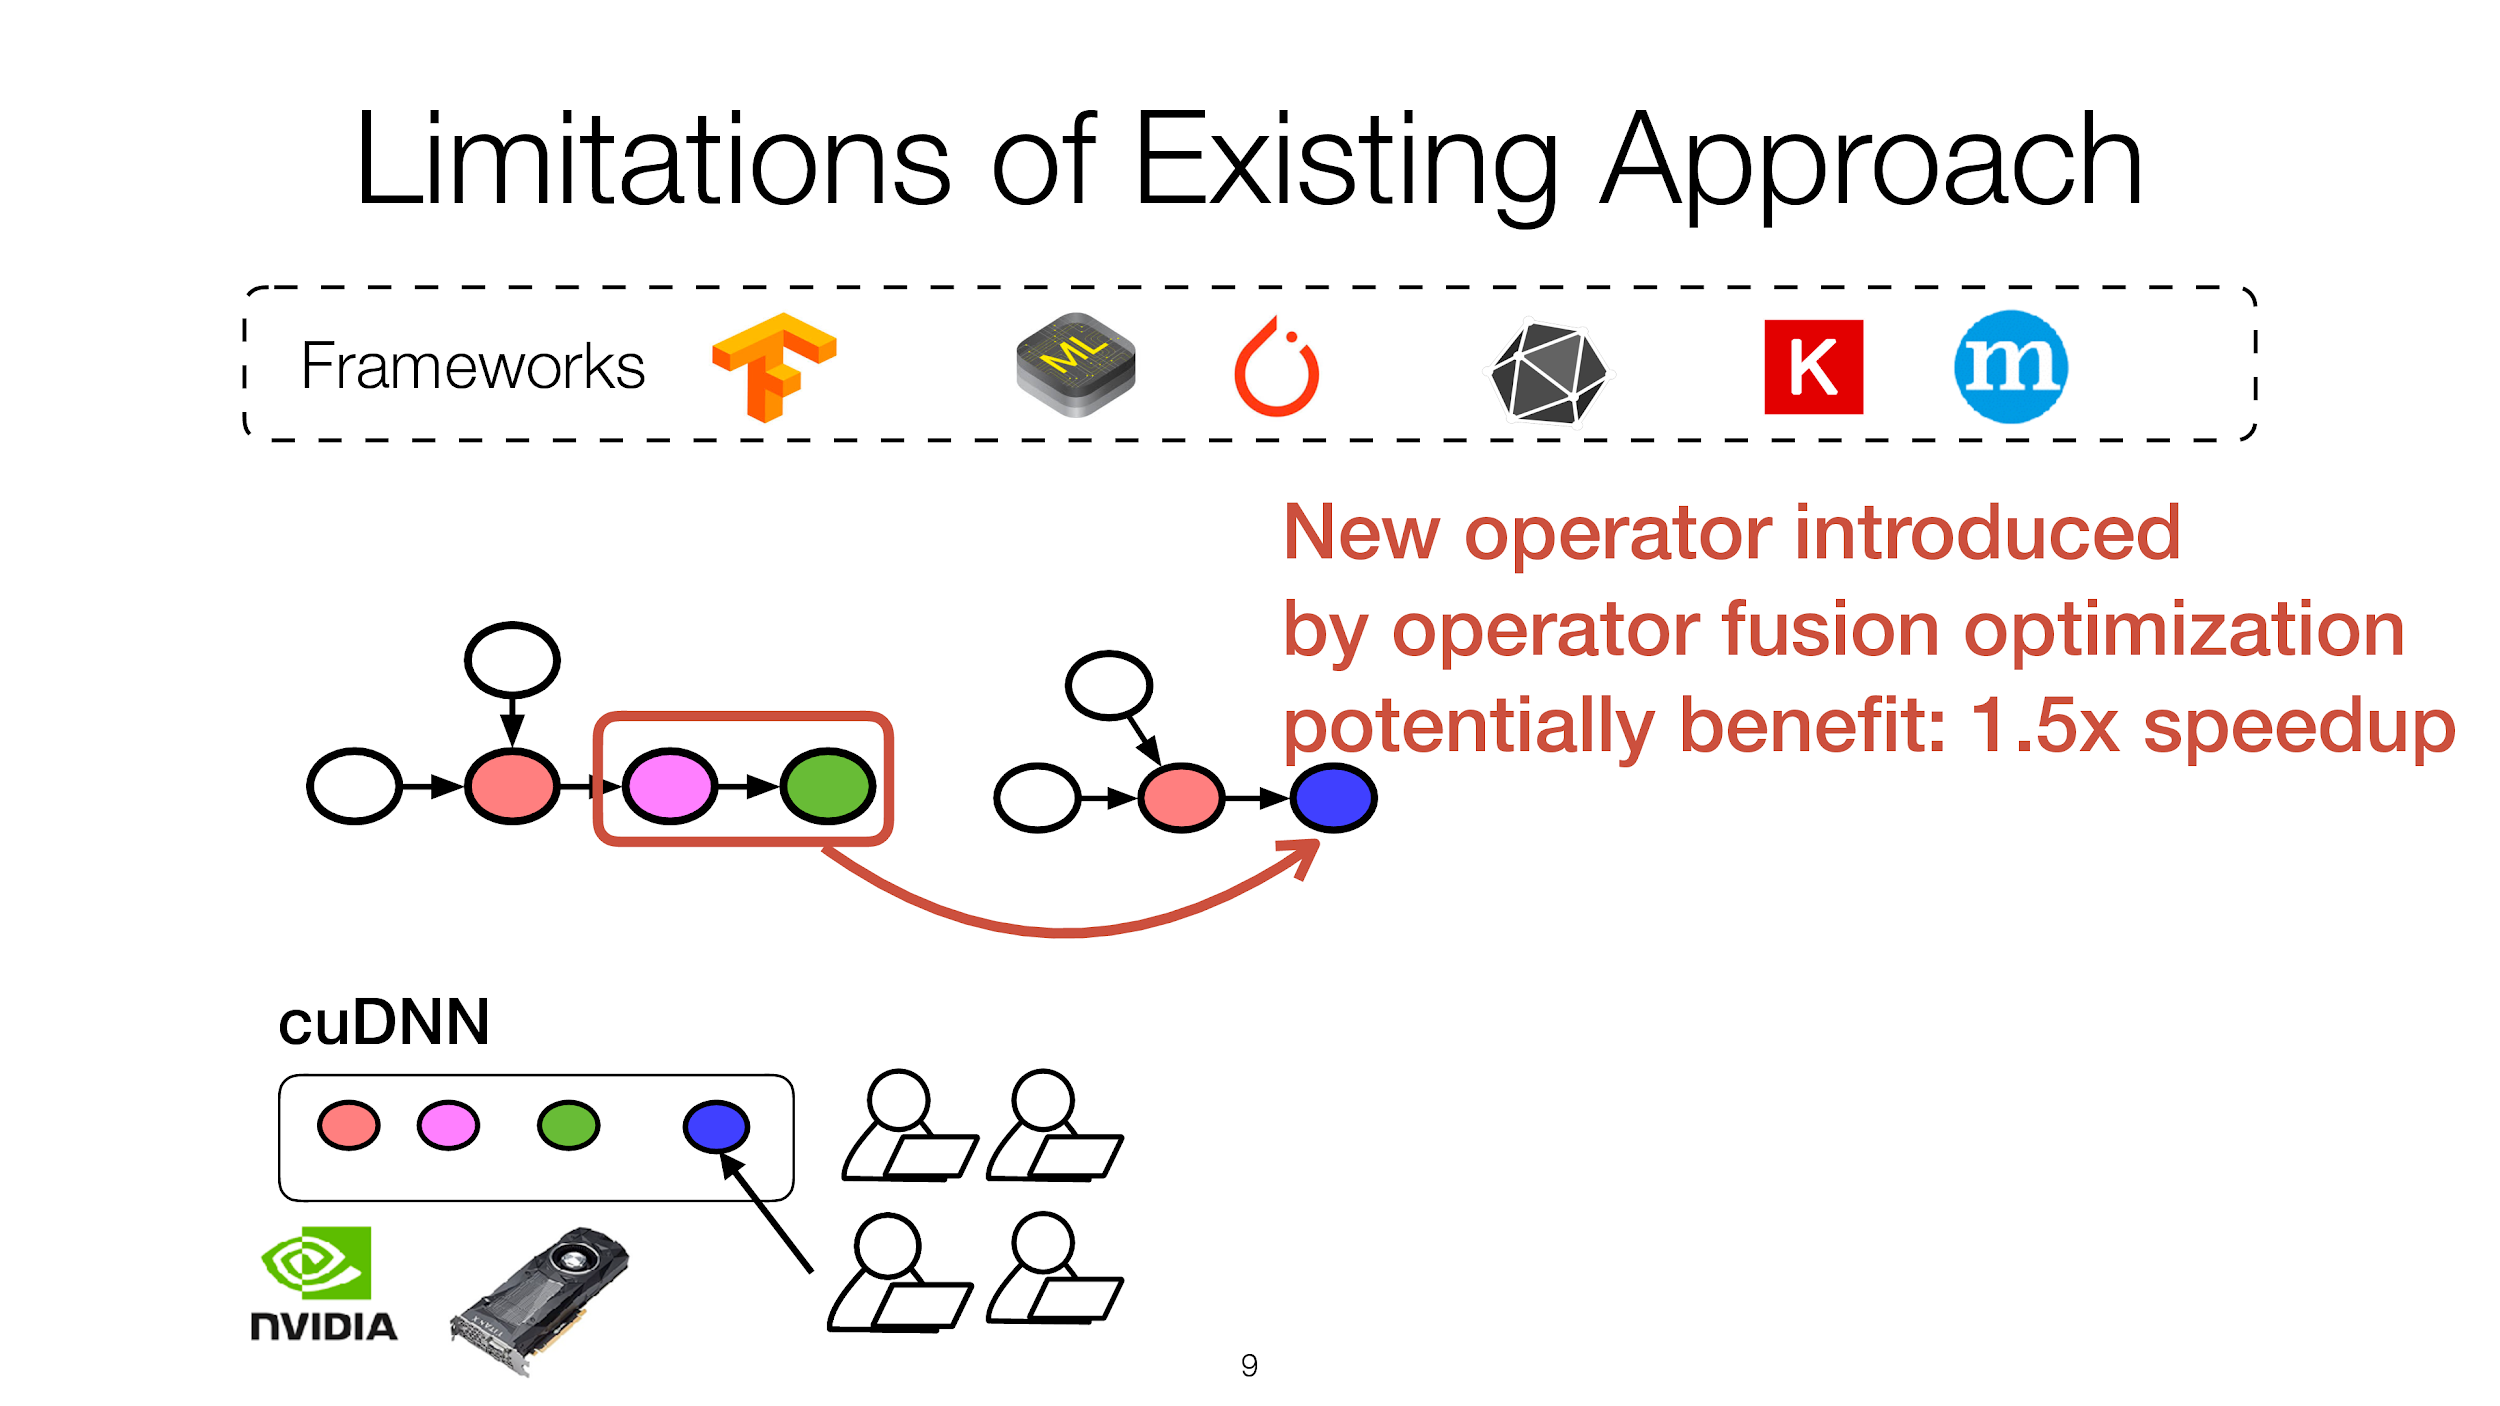 Limitations of Existing Approach
Frameworks
ML
K
m
New operator introduced
by operator fusion optimization
potentially benefit: 1.5x speedup
cuDNN
NVIDIA
TITAN X
9